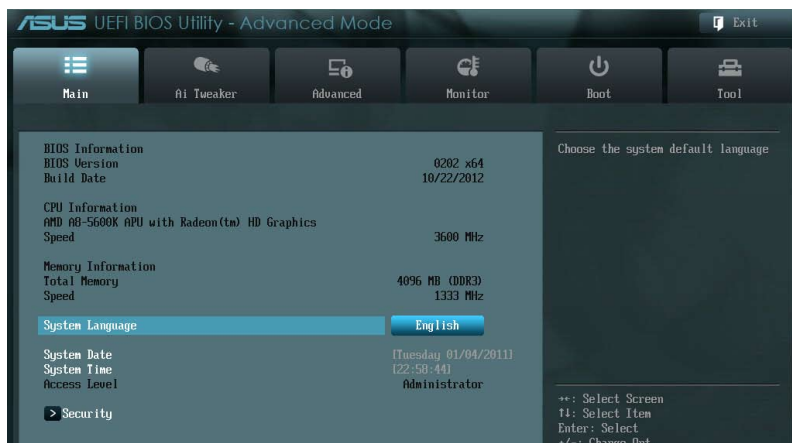 ASUS UEFI BIOS Utility - Advanced Mode
Exit
Main
Ai Tweaker
Advanced
Monitor
Boot
Tool
BIOS Information
BIOS Version 0202 x64
Build Date 10/22/2012
CPU Information
AMD A8-5600K APU with Radeon(tm) HD Graphics
Speed 3600 MHz
Memory Information
Total Memory 4096 MB (DDR3)
Speed 1333 MHz
System Language English
System Date [Tuesday 01/04/2011]
System Time [22:58:44]
Access Level Administrator
> Security
Choose the system default language
→←: Select Screen
↑↓: Select Item
Enter: Select
+/-: Change Opt